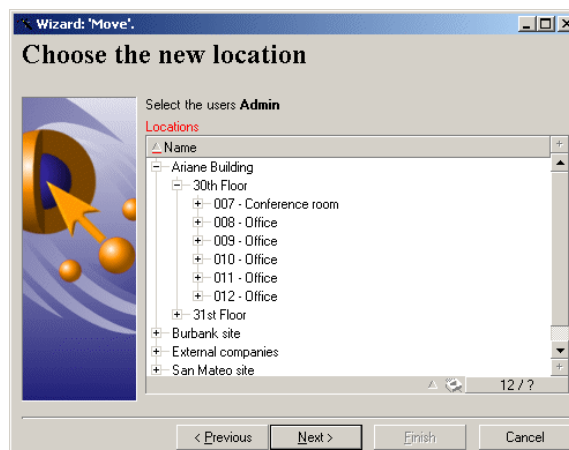 Wizard: 'Move'.
Choose the new location
Select the users Admin
Locations
Name
Ariane Building
30th Floor
007 - Conference room
008 - Office
009 - Office
010 - Office
011 - Office
012 - Office
31st Floor
Burbank site
External companies
San Mateo site
12 / ?
< Previous Next > Finish Cancel